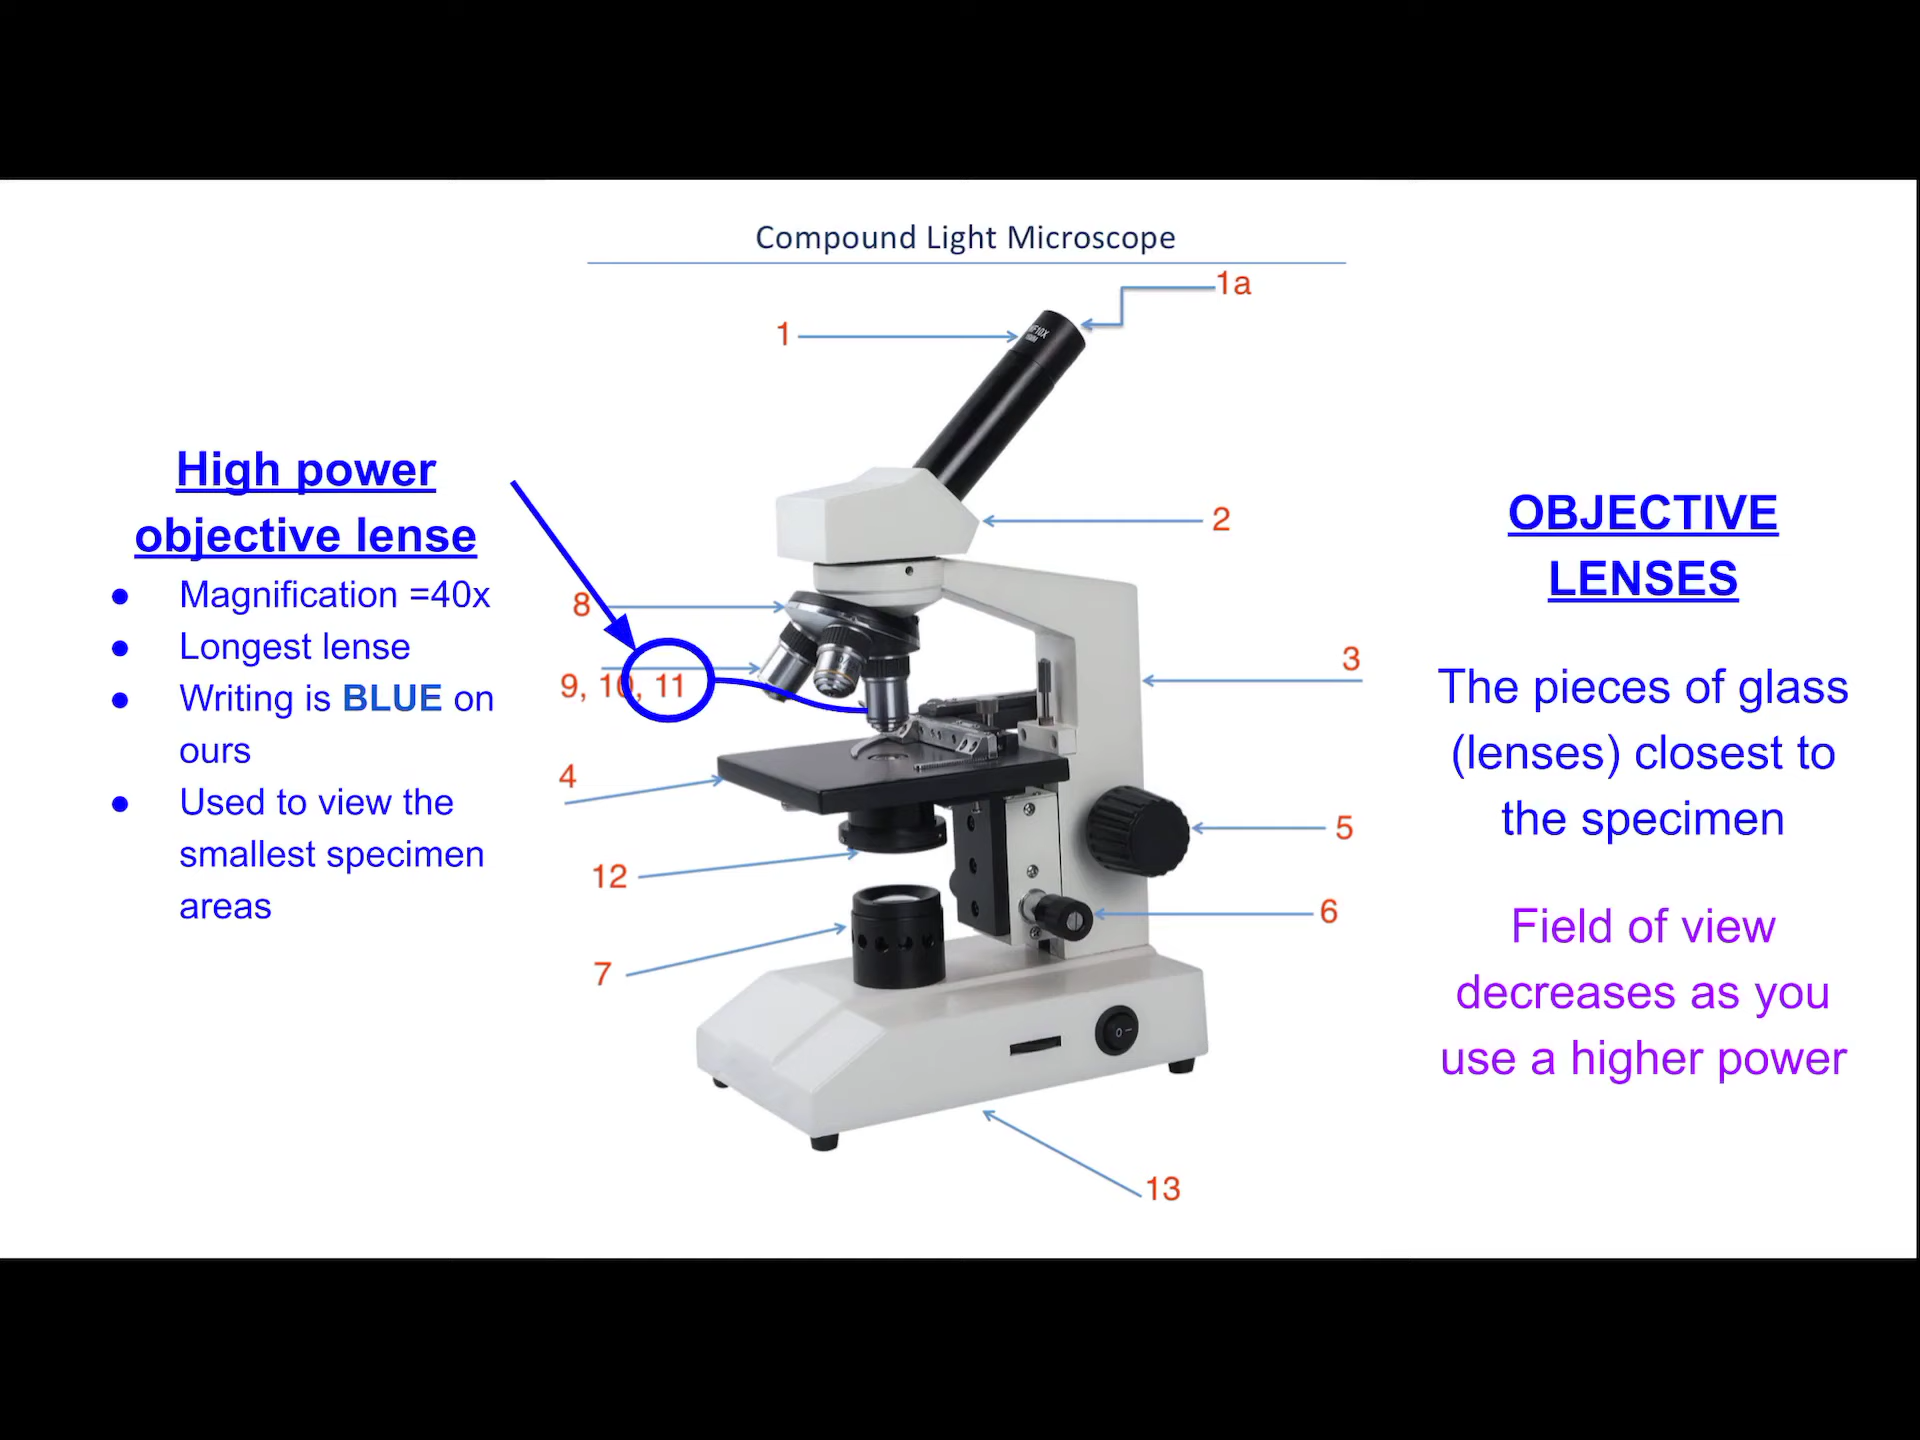 Compound Light Microscope
1a
1
High power
objective lense
● Magnification =40x
● Longest lense
● Writing is BLUE on
ours
● Used to view the
smallest specimen
areas
2
8
9, 10, 11
3
4
5
12
6
7
13
OBJECTIVE
LENSES
The pieces of glass
(lenses) closest to
the specimen
Field of view
decreases as you
use a higher power